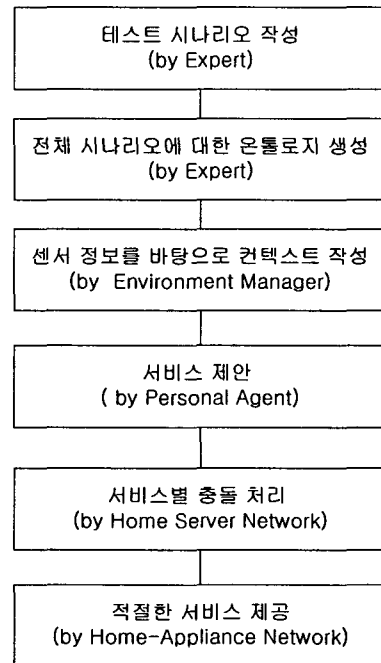 테스트 시나리오 작성
(by Expert)
전체 시나리오에 대한 온톨로지 생성
(by Expert)
센서 정보를 바탕으로 컨텍스트 작성
(by Environment Manager)
서비스 제안
( by Personal Agent)
서비스별 충돌 처리
(by Home Server Network)
적절한 서비스 제공
(by Home-Appliance Network)